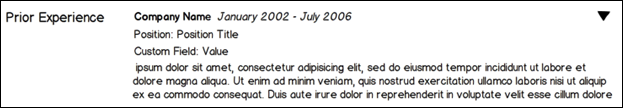 Prior Experience
Company Name January 2002 - July 2006
Position: Position Title
Custom Field: Value
ipsum dolor sit amet, consectetur adipisicing elit, sed do eiusmod tempor incididunt ut labore et
dolore magna aliqua. Ut enim ad minim veniam, quis nostrud exercitation ullamco laboris nisi ut aliquip
ex ea commodo consequat. Duis aute irure dolor in reprehenderit in voluptate velit esse cillum dolore